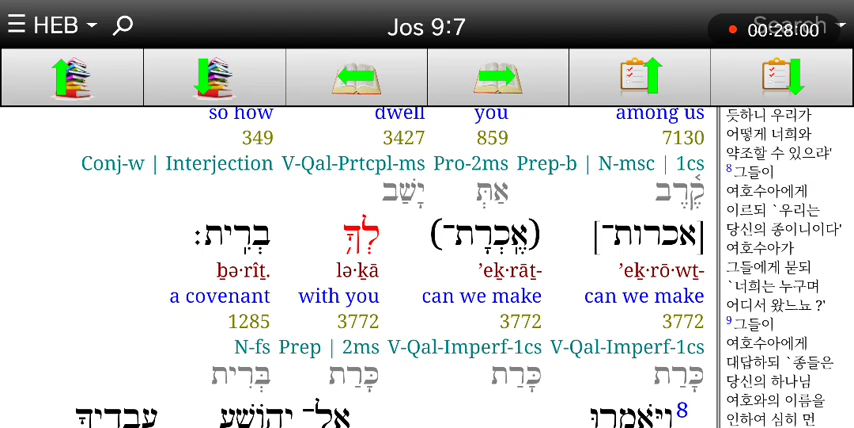 ☰ HEB
Jos 9:7
Search
00:28:00
so how dwell you among us
349 3427 859 7130
Conj-w | Interjection V-Qal-Prtcpl-ms Pro-2ms Prep-b | N-msc | 1cs
קֶ֫רֶב אַתְּ יָשַׁב
[אכרות־ (אֶֽכְרָת־) לְךָ֥ בְרִֽית׃
’eḵ·rō·wṯ- ’eḵ·rāṯ- lə·ḵā ḇə·rîṯ.
a covenant with you can we make can we make
1285 3772 3772 3772
N-fs Prep | 2ms V-Qal-Imperf-1cs V-Qal-Imperf-1cs
כָּרַת כָּרַת כָּרַת בְּרִית
8
듯하니 우리가
어떻게 너희와
약조할 수 있으랴'
8 그들이
여호수아에게
이르되 `우리는
당신의 종이니이다'
여호수아가
그들에게 묻되
`너희는 누구며
어디서 왔느뇨 ?'
9 그들이
여호수아에게
대답하되 `종들은
당신의 하나님
여호와의 이름을
인하여 심히 먼